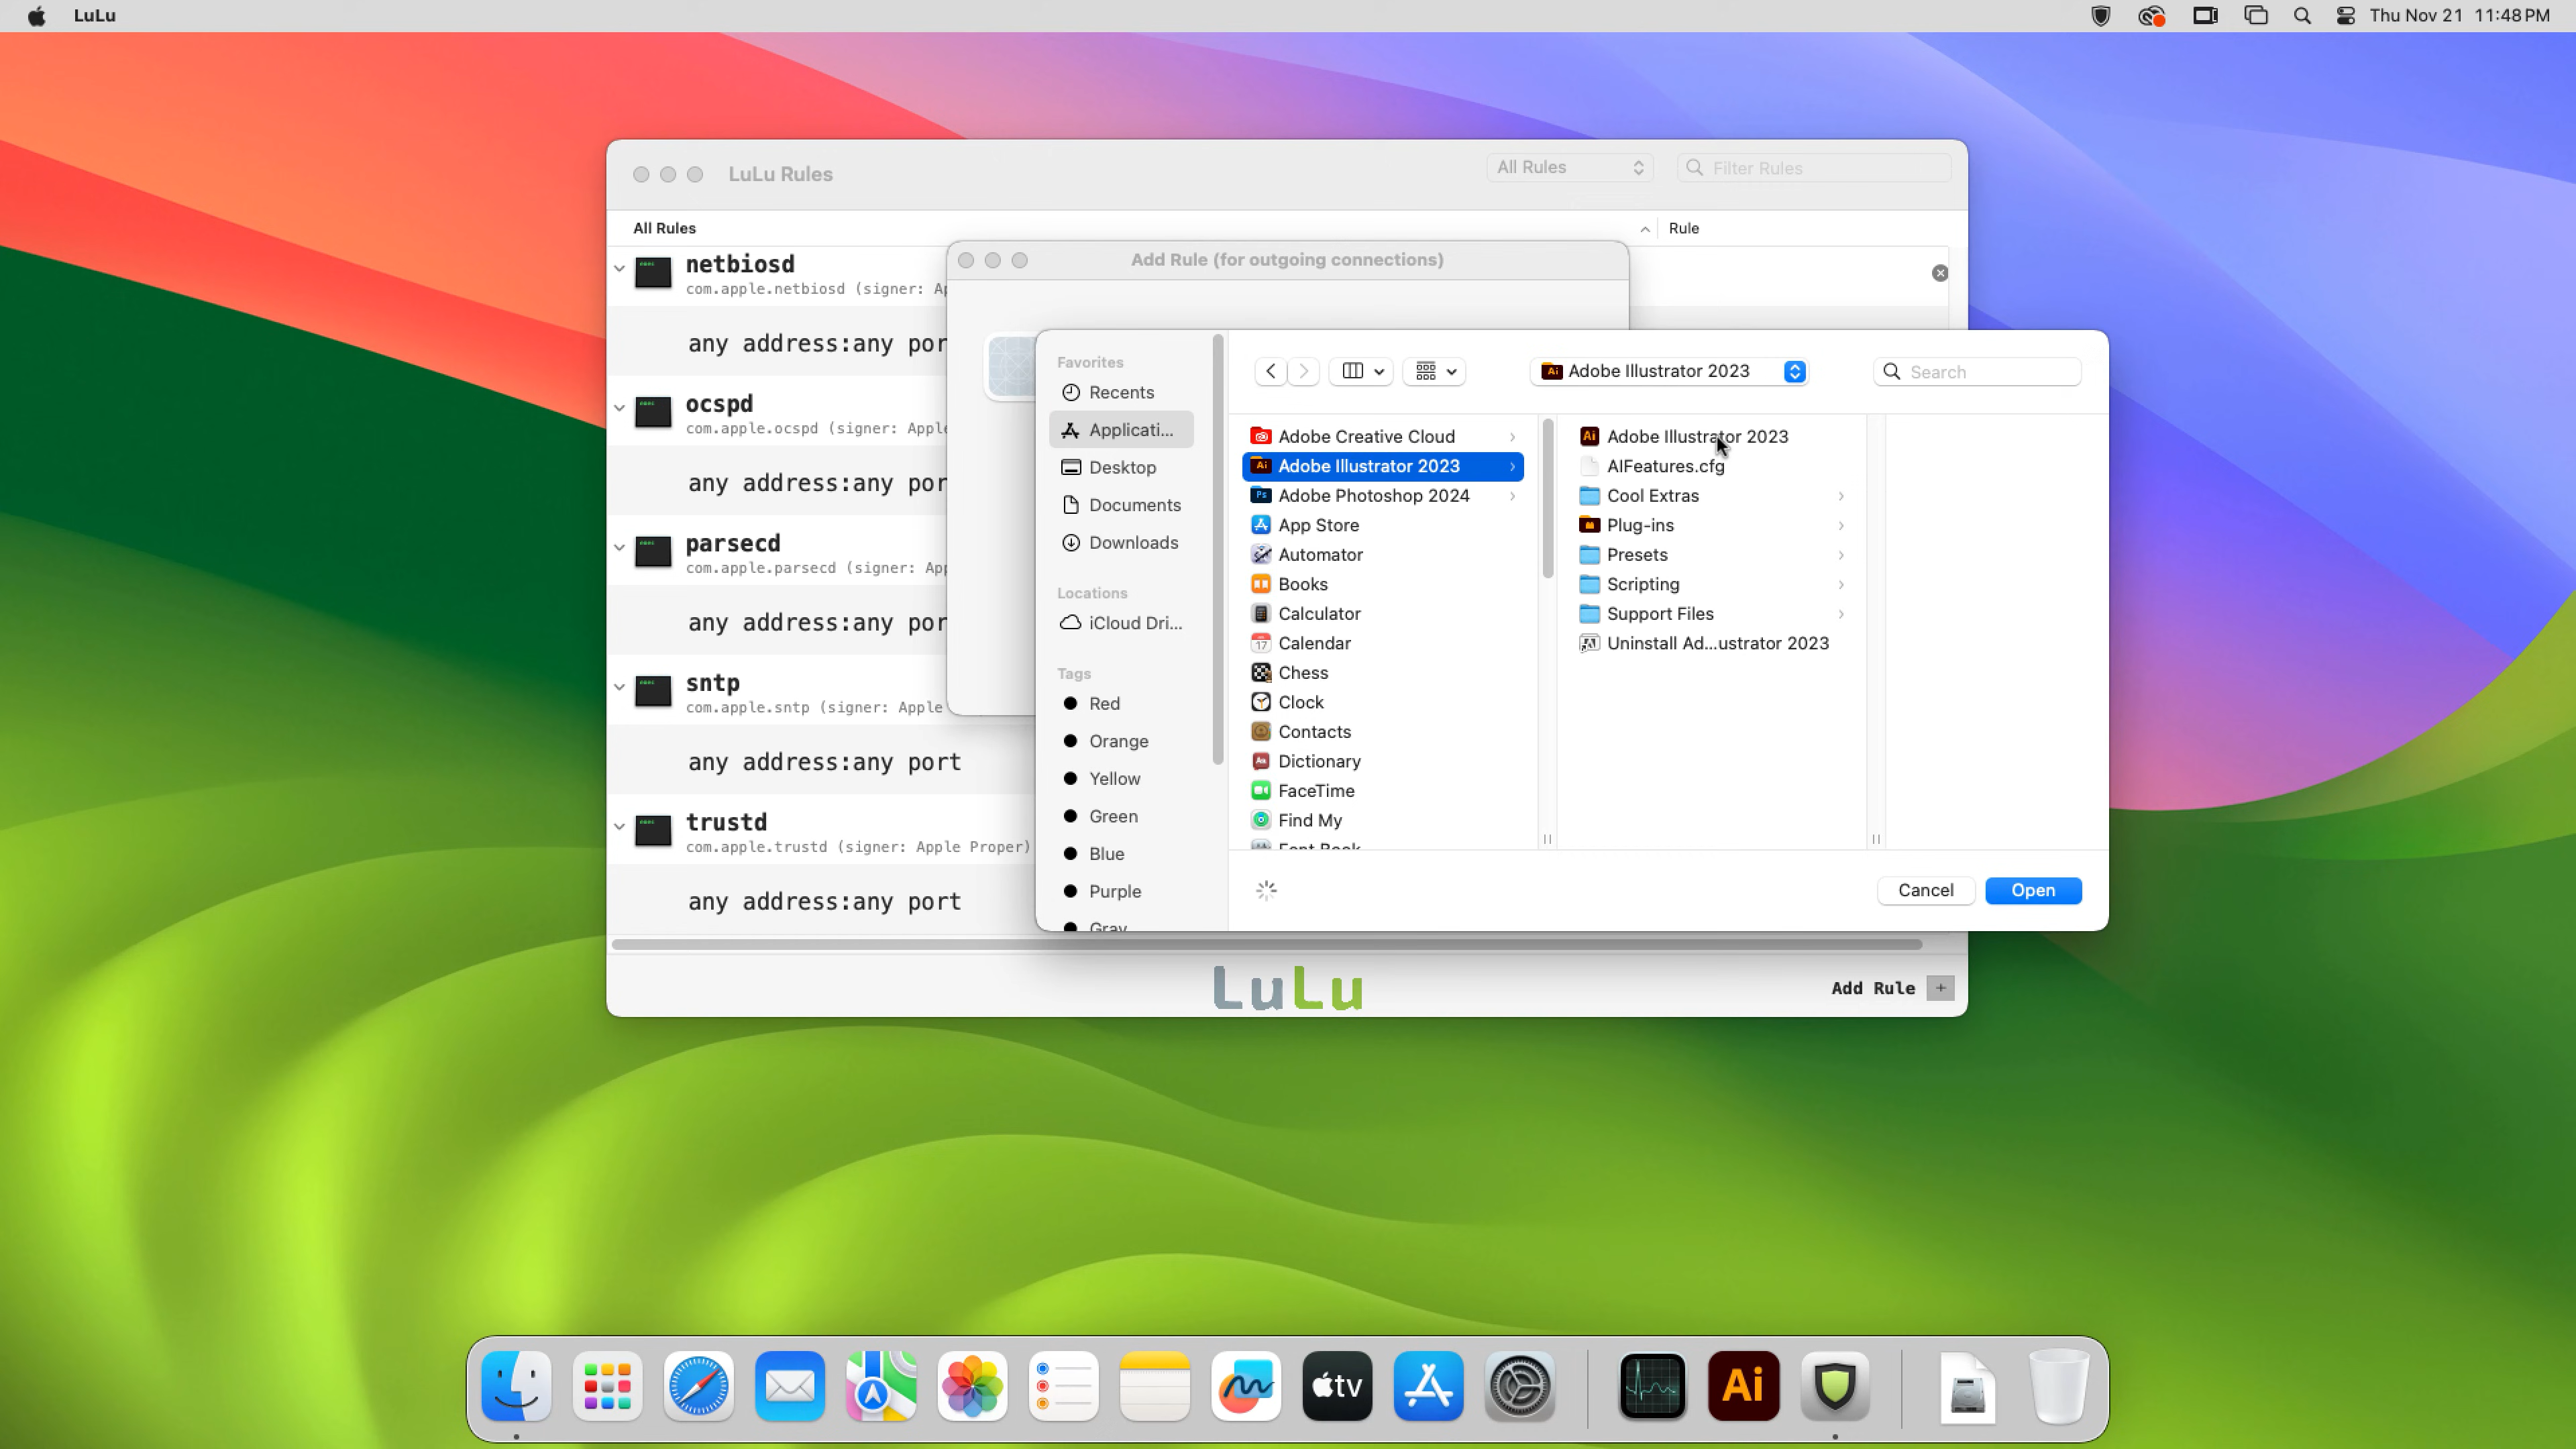 LuLu
Thu Nov 21 11:48 PM
LuLu Rules
All Rules
Filter Rules
All Rules
Rule
netbiosd
com.apple.netbiosd (signer: Ap
any address:any por
ocspd
com.apple.ocspd (signer: Apple
any address:any por
parsecd
com.apple.parsecd (signer: App
any address:any por
sntp
com.apple.sntp (signer: Apple
any address:any port
trustd
com.apple.trustd (signer: Apple Proper)
any address:any port
Add Rule (for outgoing connections)
Favorites
Recents
Applicati...
Desktop
Documents
Downloads
Locations
iCloud Dri...
Tags
Red
Orange
Yellow
Green
Blue
Purple
Gray
Adobe Illustrator 2023
Search
Adobe Creative Cloud
Adobe Illustrator 2023
Adobe Photoshop 2024
App Store
Automator
Books
Calculator
Calendar
Chess
Clock
Contacts
Dictionary
FaceTime
Find My
Font Book
Adobe Illustrator 2023
AIFeatures.cfg
Cool Extras
Plug-ins
Presets
Scripting
Support Files
Uninstall Ad...ustrator 2023
Cancel
Open
LuLu
Add Rule +
tv
Ai